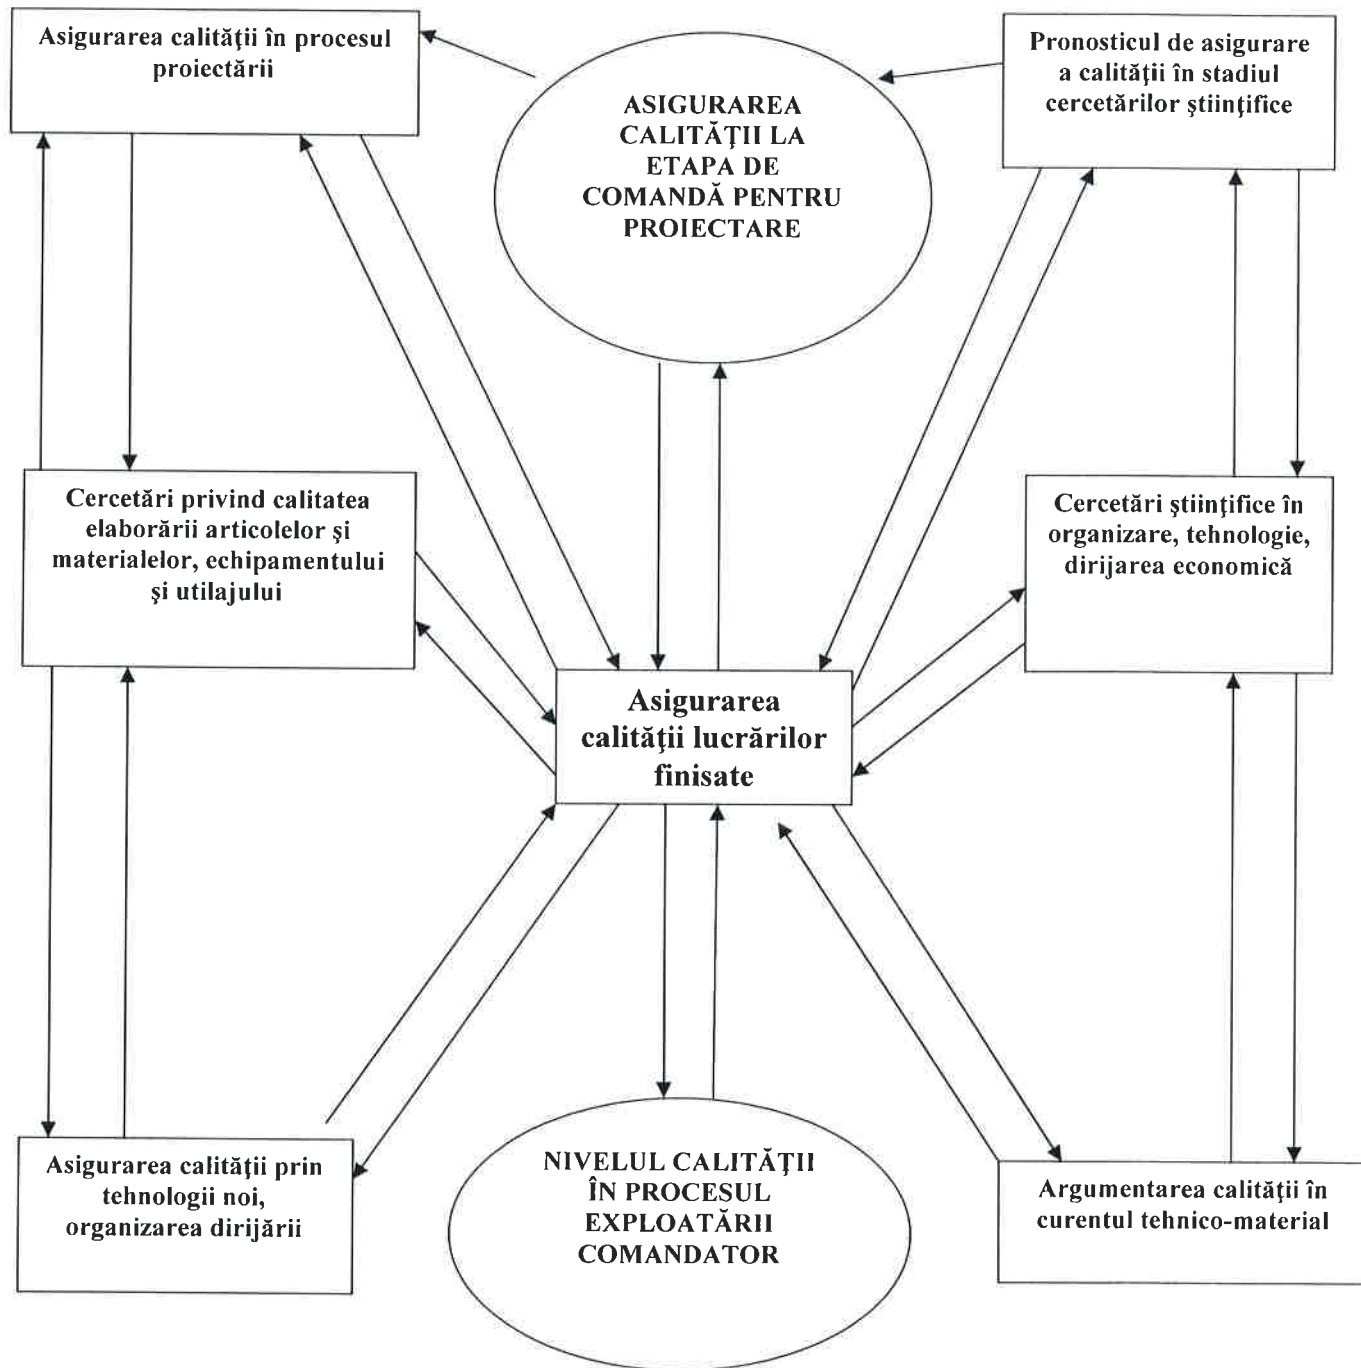 Asigurarea calităţii în procesul
proiectării
ASIGURAREA
CALITĂŢII LA
ETAPA DE
COMANDĂ PENTRU
PROIECTARE
Pronosticul de asigurare
a calităţii în stadiul
cercetărilor ştiinţifice
Cercetări privind calitatea
elaborării articolelor şi
materialelor, echipamentului
şi utilajului
Cercetări ştiinţifice în
organizare, tehnologie,
dirijarea economică
Asigurarea
calităţii lucrărilor
finisate
Asigurarea calităţii prin
tehnologii noi,
organizarea dirijării
NIVELUL CALITĂŢII
ÎN PROCESUL
EXPLOATĂRII
COMANDATOR
Argumentarea calităţii în
curentul tehnico-material